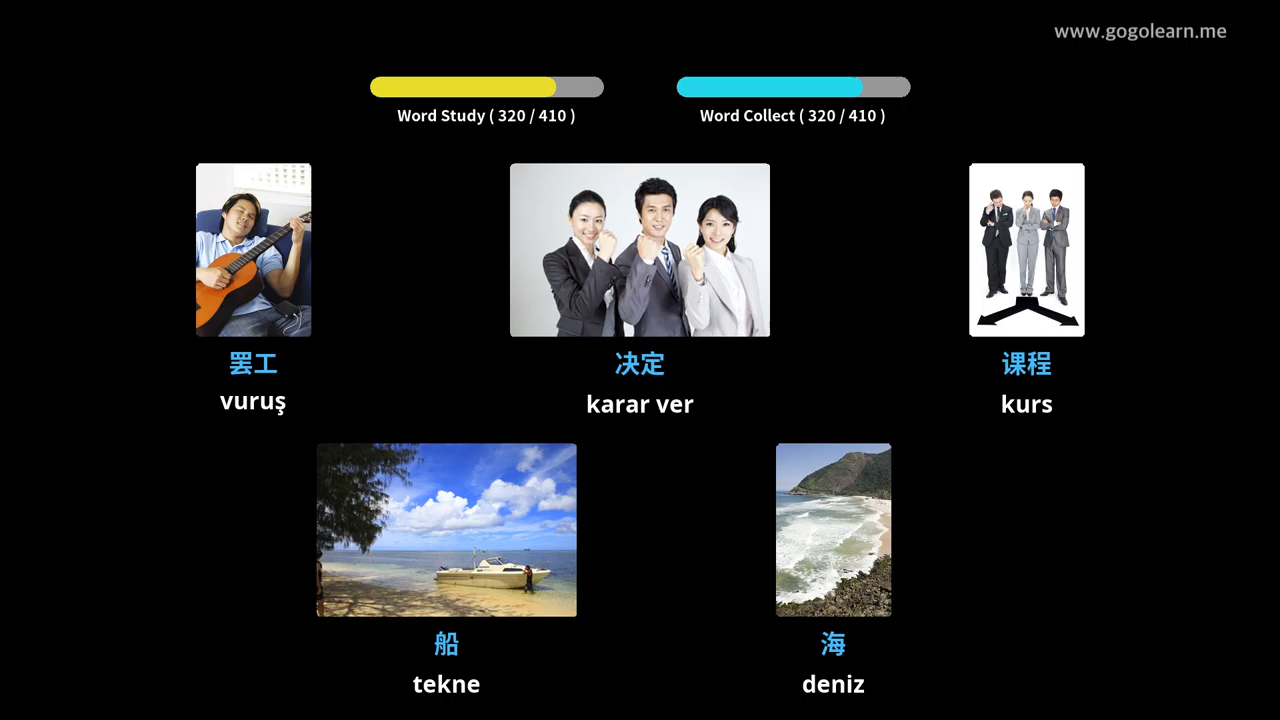 www.gogolearn.me
Word Study ( 320 / 410 )
Word Collect ( 320 / 410 )
罢工
决定
课程
vuruş
karar ver
kurs
船
海
tekne
deniz